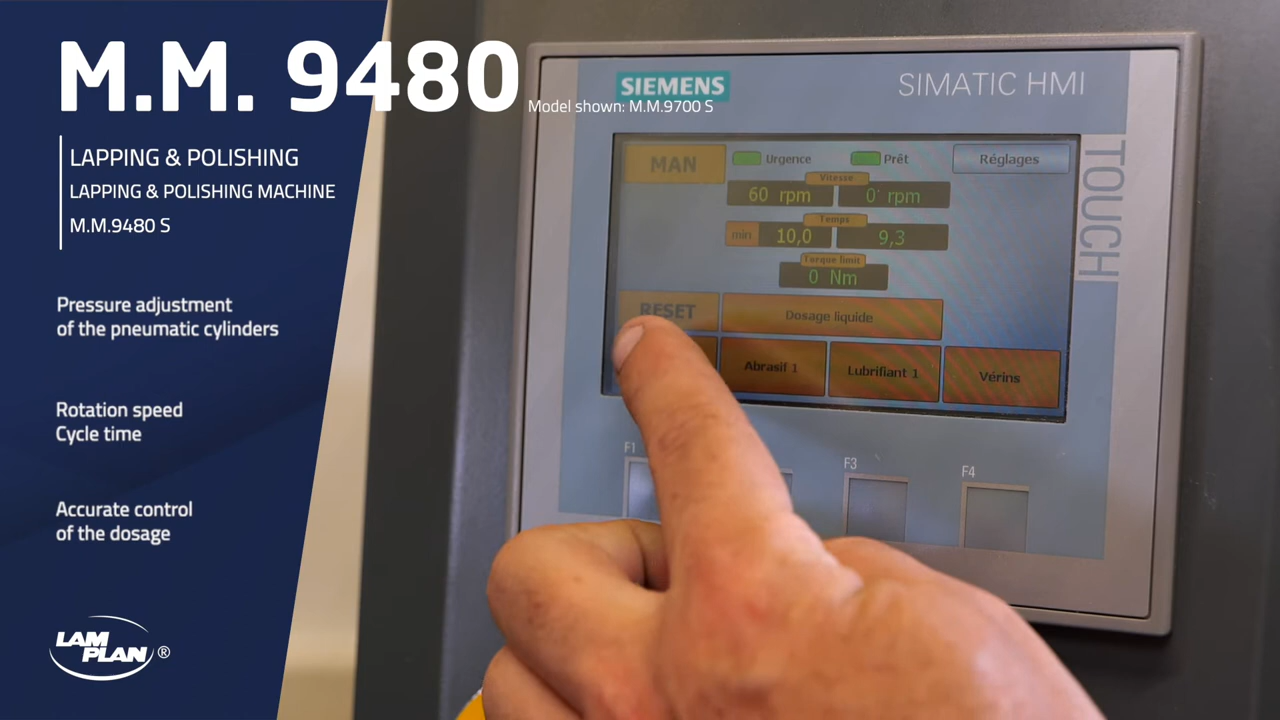 M.M. 9480
Model shown: M.M.9700 S
LAPPING & POLISHING
LAPPING & POLISHING MACHINE
M.M.9480 S
Pressure adjustment
of the pneumatic cylinders
Rotation speed
Cycle time
Accurate control
of the dosage
LAM
PLAN ®
SIEMENS
SIMATIC HMI
TOUCH
MAN
Urgence
Prêt
Réglages
Vitesse
60 rpm
0 rpm
Temps
min
10,0
9,3
Torque limit
0 Nm
RESET
Dosage liquide
Abrasif 1
Lubrifiant 1
Vérins
F1
F3
F4